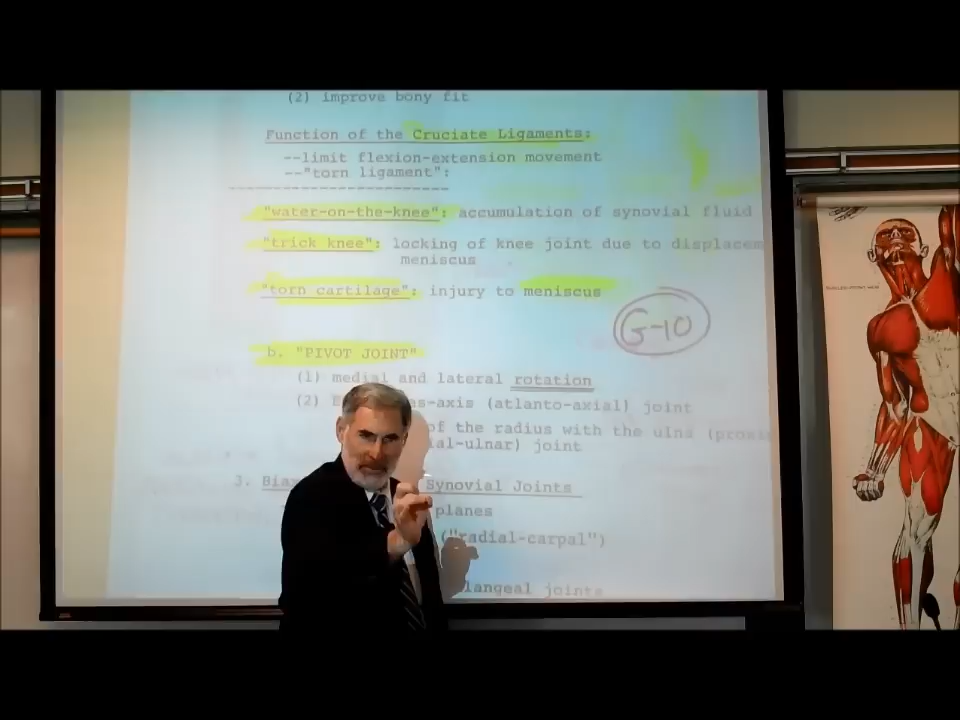 (2) improve bony fit
Function of the Cruciate Ligaments:
--limit flexion-extension movement
--"torn ligament":
"water-on-the-knee": accumulation of synovial fluid
"trick knee": locking of knee joint due to displacem
meniscus
"torn cartilage": injury to meniscus
G-10
b. "PIVOT JOINT"
(1) medial and lateral rotation
(2) as-axis (atlanto-axial) joint
of the radius with the ulna
al-ulnar) joint
3. Synovial Joints
planes
("radial-carpal")
langeal joints